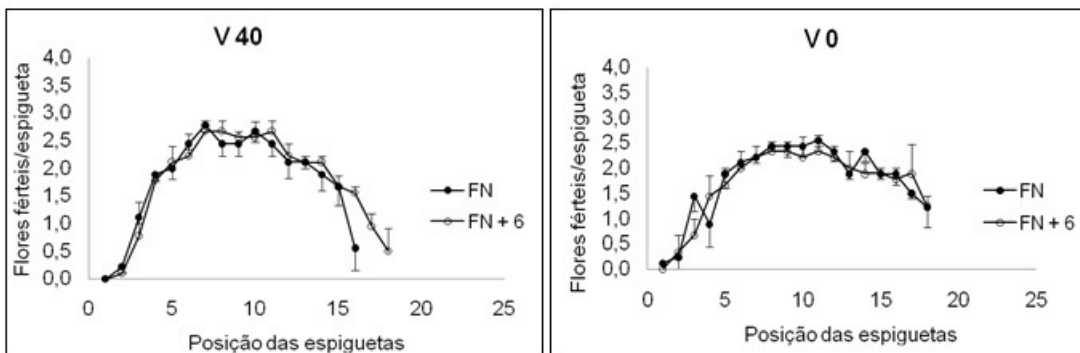 V 40
Flores férteis/espigueta
4,0
3,5
3,0
2,5
2,0
1,5
1,0
0,5
0,0
0 5 10 15 20 25
Posição das espiguetas
FN
FN + 6
V 0
Flores férteis/espigueta
4,0
3,5
3,0
2,5
2,0
1,5
1,0
0,5
0,0
0 5 10 15 20 25
Posição das espiguetas
FN
FN + 6